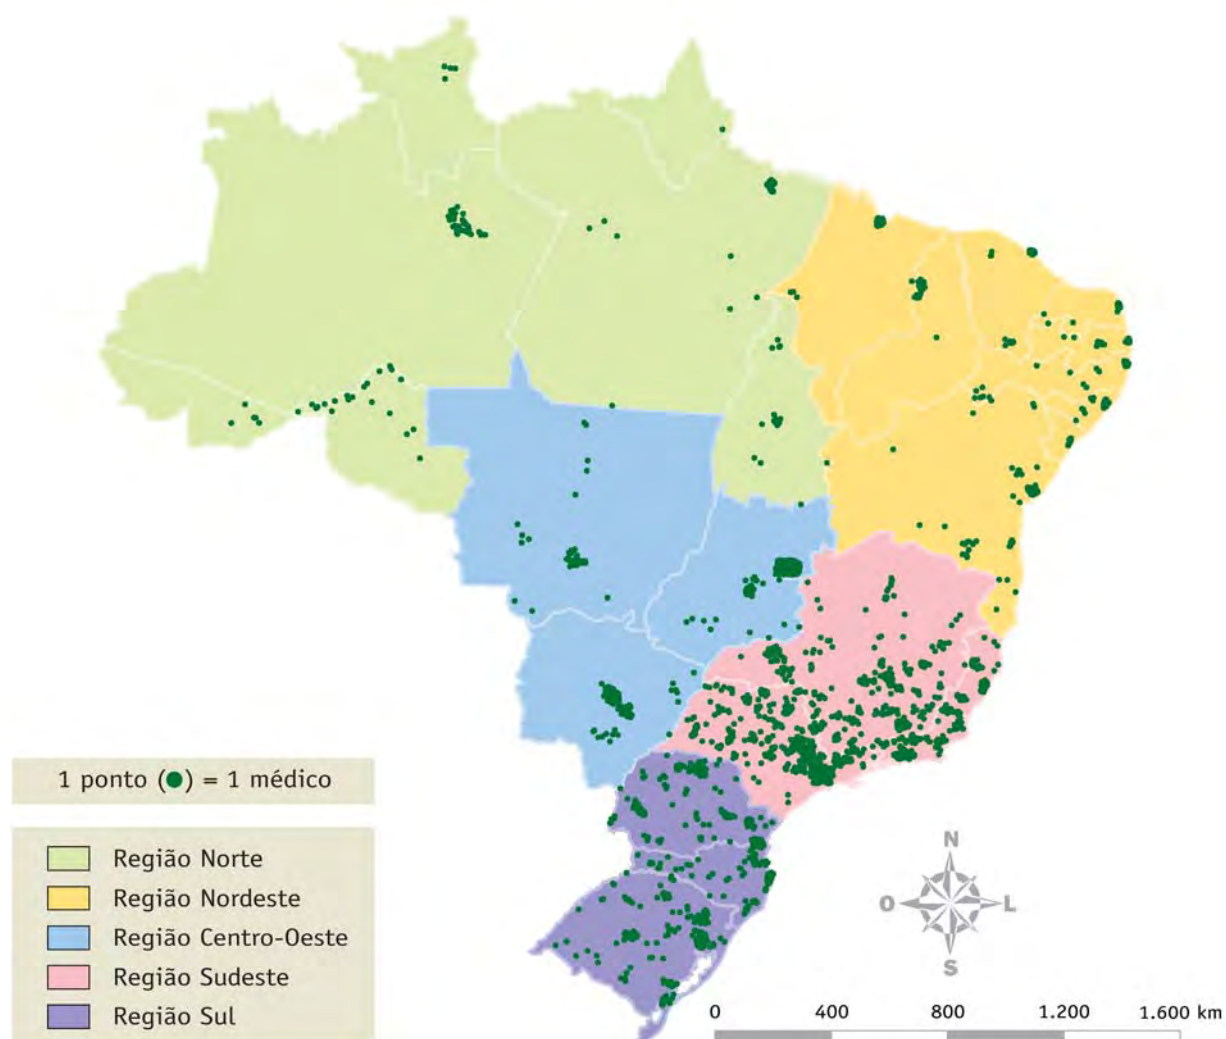 1 ponto (●) = 1 médico
Região Norte
Região Nordeste
Região Centro-Oeste
Região Sudeste
Região Sul
N
O L
S
0 400 800 1.200 1.600 km